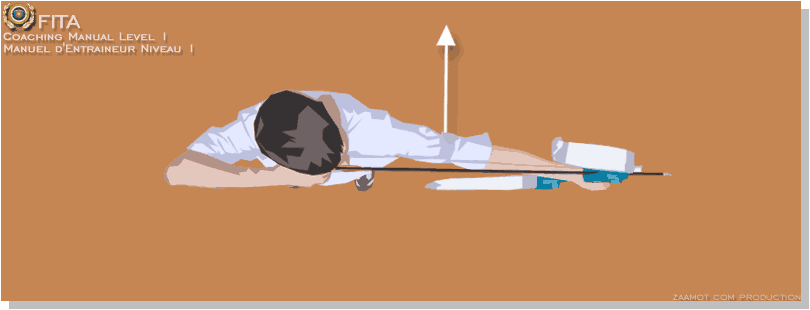 FITA
Coaching Manual Level 1
Manuel d'Entraineur Niveau 1
zaamot.com production